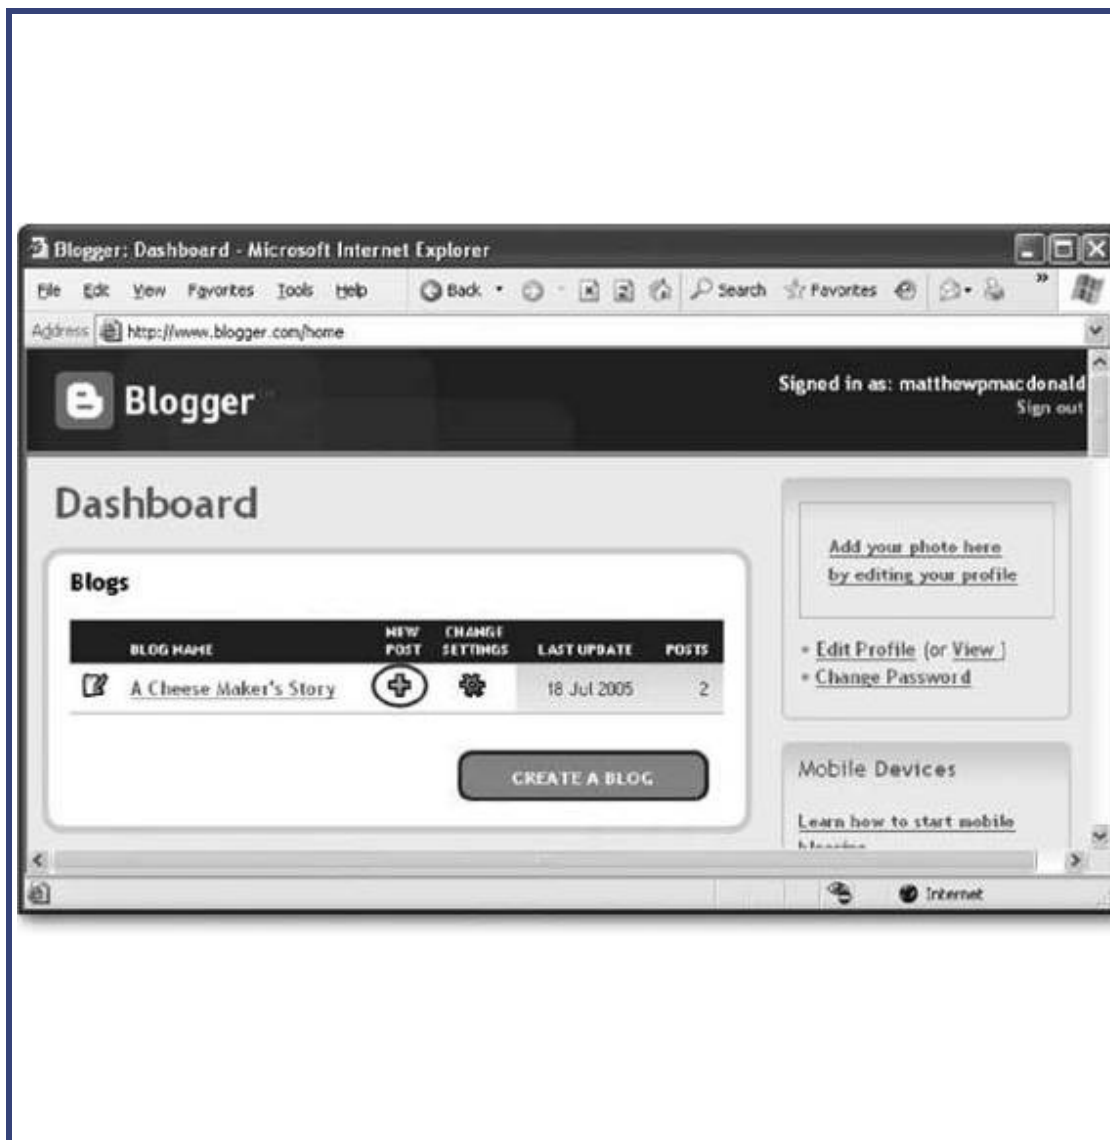 Blogger: Dashboard - Microsoft Internet Explorer
File Edit View Favorites Tools Help Back Search Favorites »
Address http://www.blogger.com/home
Blogger
Signed in as: matthewpmacdonald
Sign out
Dashboard
Blogs
BLOG NAME NEW POST CHANGE SETTINGS LAST UPDATE POSTS
A Cheese Maker's Story 18 Jul 2005 2
CREATE A BLOG
Add your photo here
by editing your profile
• Edit Profile (or View )
• Change Password
Mobile Devices
Learn how to start mobile
Internet